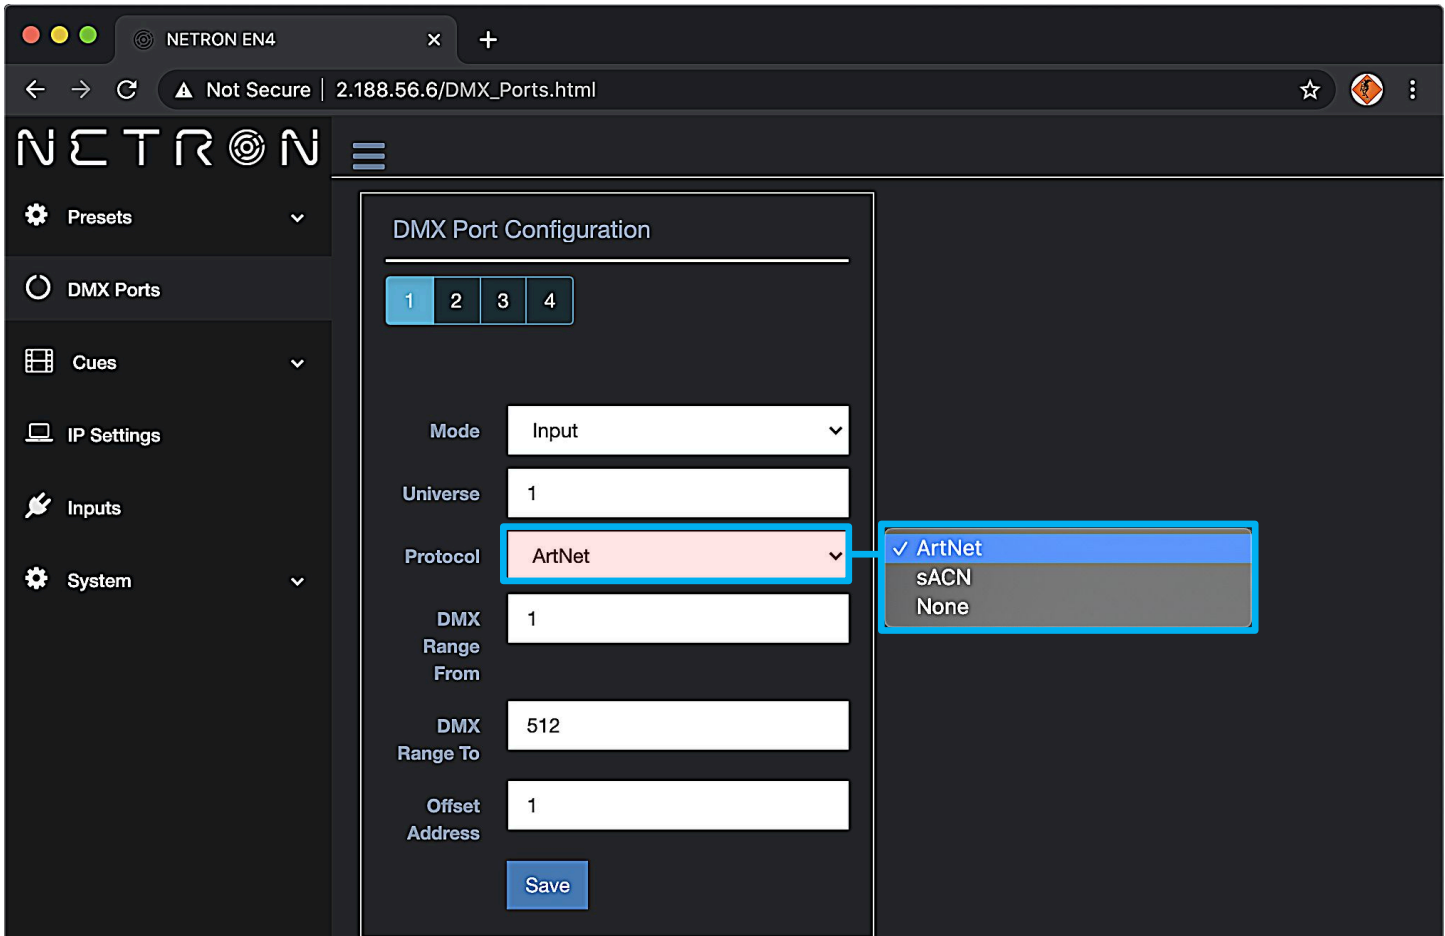 NETRON EN4
Not Secure | 2.188.56.6/DMX_Ports.html
NETRON
Presets
DMX Ports
Cues
IP Settings
Inputs
System
DMX Port Configuration
1 2 3 4
Mode Input
Universe 1
Protocol ArtNet
✓ ArtNet
sACN
None
DMX
Range
From
1
DMX
Range To
512
Offset
Address
1
Save